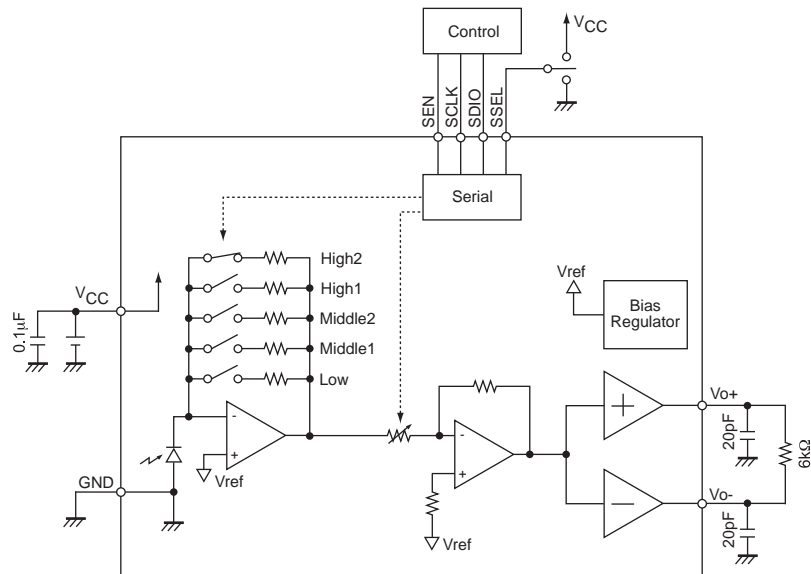 Control
VCC
SEN
SCLK
SDIO
SSEL
Serial
High2
High1
Middle2
Middle1
Low
VCC
0.1μF
Vref
Bias
Regulator
-
+
Vref
GND
-
+
Vref
+
−
Vo+
20pF
6kΩ
Vo-
20pF